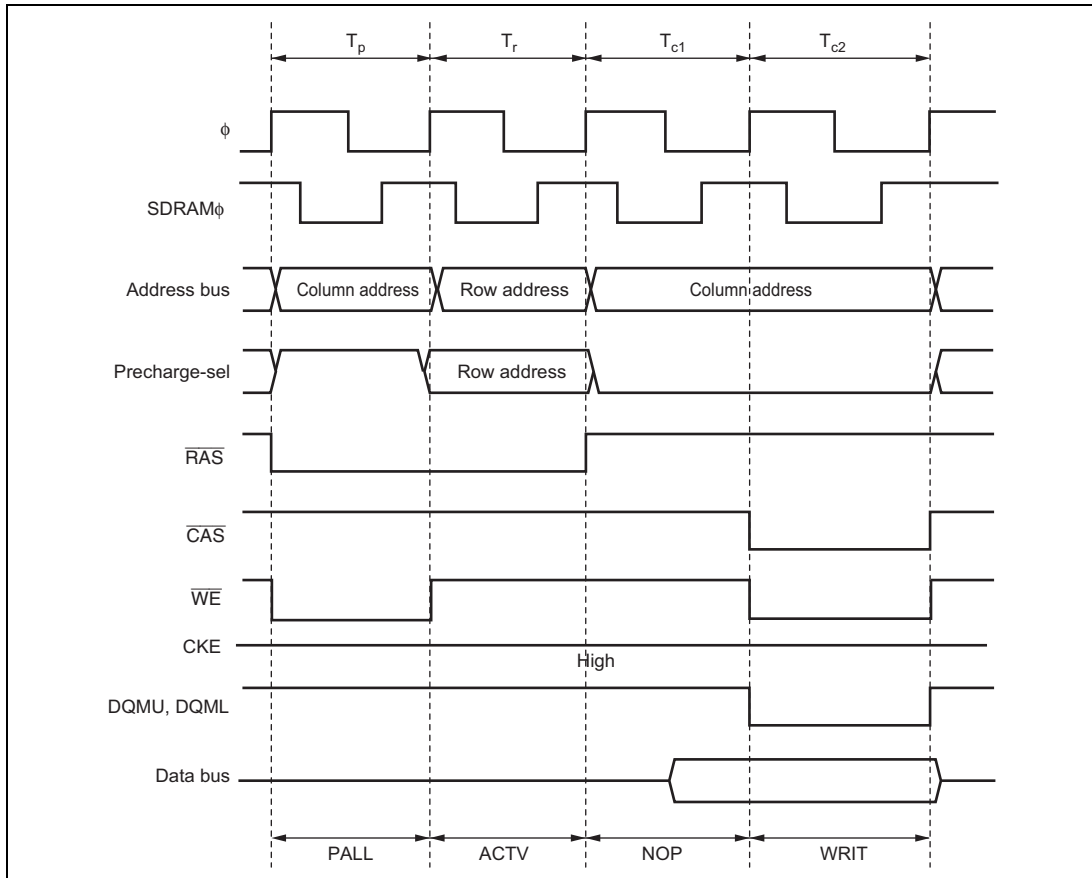 Tp Tr Tc1 Tc2
ϕ
SDRAMϕ
Address bus Column address Row address Column address
Precharge-sel Row address
RAS
CAS
WE
CKE
High
DQMU, DQML
Data bus
PALL ACTV NOP WRIT